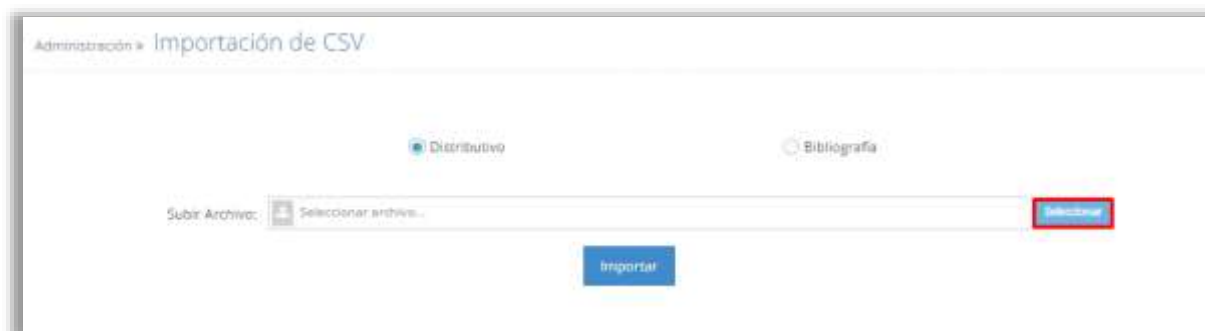 Administración » Importación de CSV
Distributivo Bibliografía
Subir Archivo: Seleccionar archivo... Seleccionar
Importar